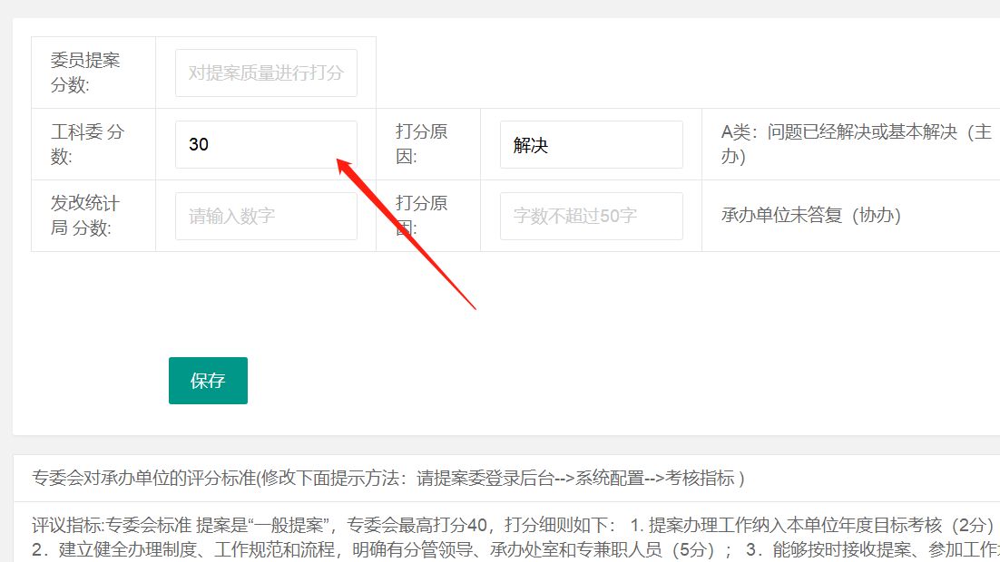 委员提案
分数:
对提案质量进行打分
工科委 分
数:
30
打分原
因:
解决
A类：问题已经解决或基本解决（主
办）
发改统计
局 分数:
请输入数字
打分原
因:
字数不超过50字
承办单位未答复（协办）
保存
专委会对承办单位的评分标准(修改下面提示方法：请提案委登录后台-->系统配置-->考核指标 )
评议指标:专委会标准 提案是“一般提案”，专委会最高打分40，打分细则如下： 1. 提案办理工作纳入本单位年度目标考核（2分）
2．建立健全办理制度、工作规范和流程，明确有分管领导、承办处室和专兼职人员（5分）； 3．能够按时接收提案、参加工作